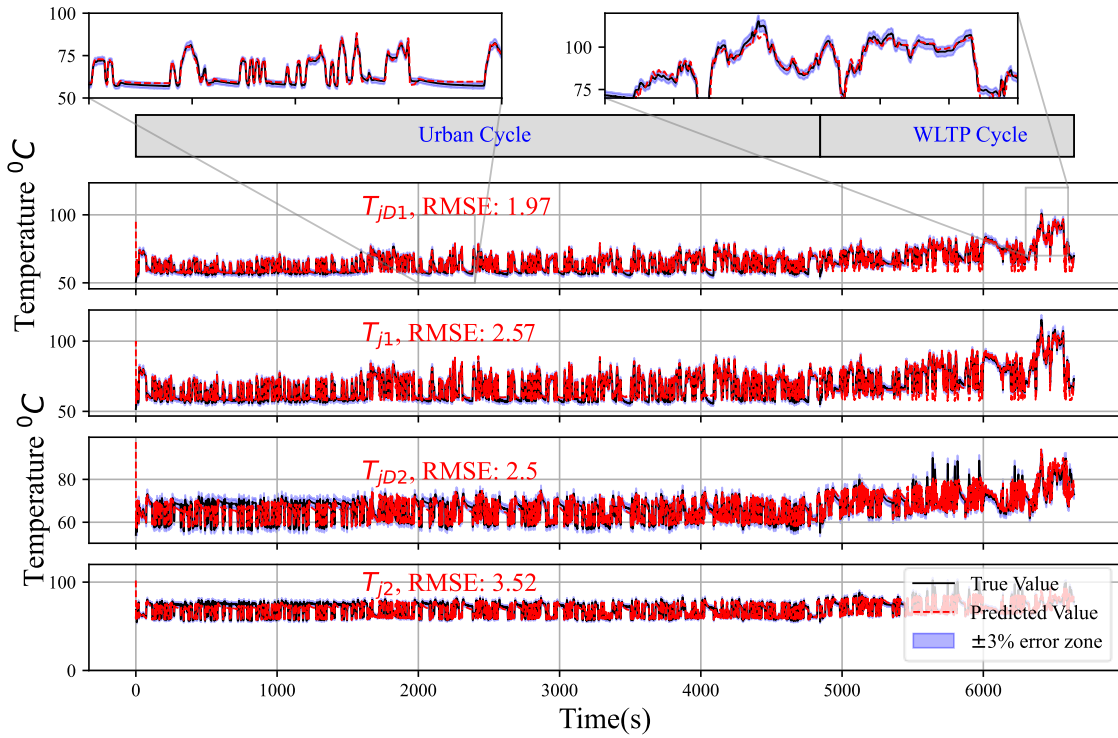 75
50
100
75
Urban Cycle
WLTP Cycle
Temperature ⁰C
100
50
T_jD1, RMSE: 1.97
100
50
T_j1, RMSE: 2.57
Temperature ⁰C
80
60
T_jD2, RMSE: 2.5
100
0
T_j2, RMSE: 3.52
True Value
Predicted Value
±3% error zone
0 1000 2000 3000 4000 5000 6000
Time(s)